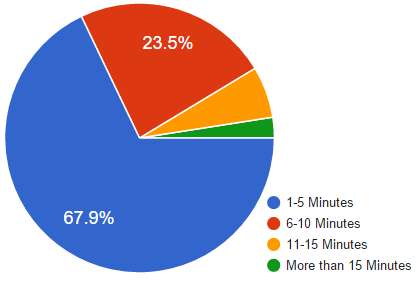 23.5%
67.9%
1-5 Minutes
6-10 Minutes
11-15 Minutes
More than 15 Minutes